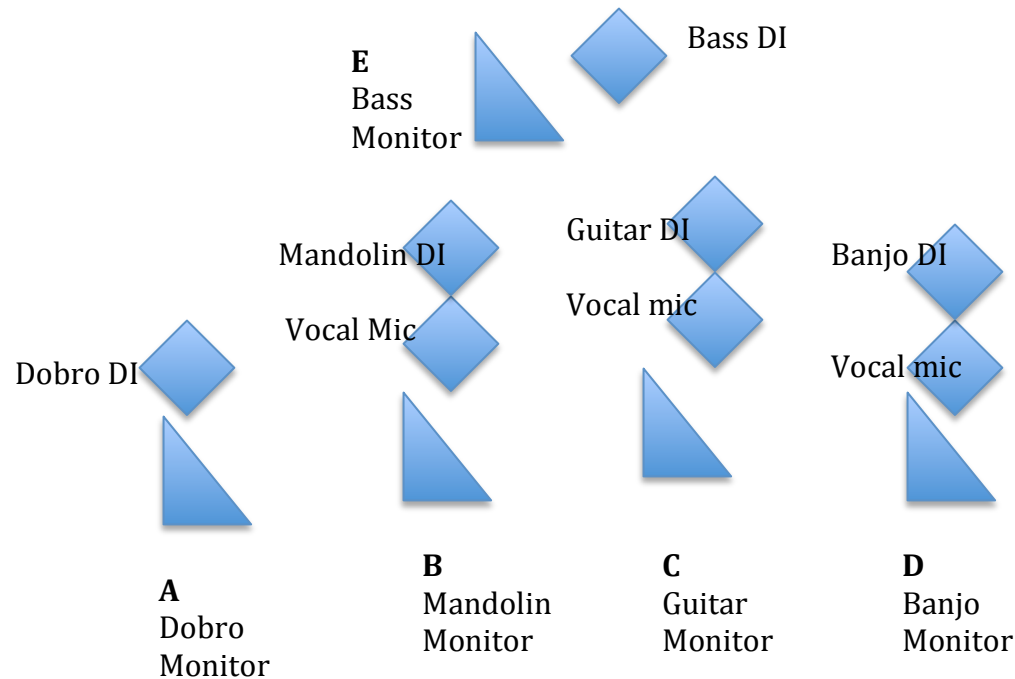 Bass DI
E
Bass
Monitor
Mandolin DI
Guitar DI
Banjo DI
Vocal Mic
Vocal mic
Vocal mic
Dobro DI
A
Dobro
Monitor
B
Mandolin
Monitor
C
Guitar
Monitor
D
Banjo
Monitor